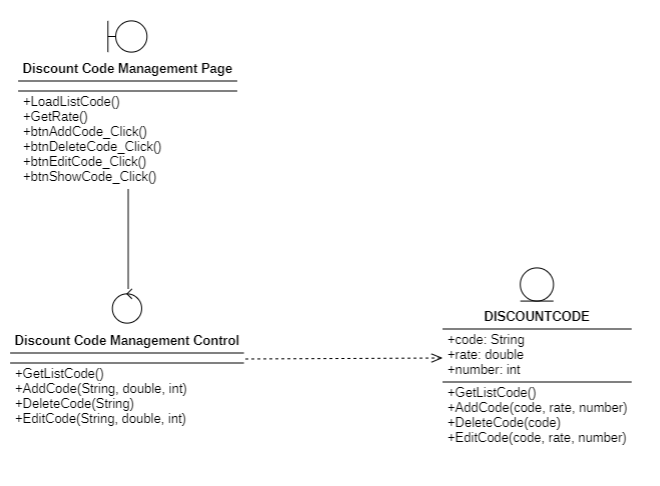 Discount Code Management Page
+LoadListCode()
+GetRate()
+btnAddCode_Click()
+btnDeleteCode_Click()
+btnEditCode_Click()
+btnShowCode_Click()
Discount Code Management Control
+GetListCode()
+AddCode(String, double, int)
+DeleteCode(String)
+EditCode(String, double, int)
DISCOUNTCODE
+code: String
+rate: double
+number: int
+GetListCode()
+AddCode(code, rate, number)
+DeleteCode(code)
+EditCode(code, rate, number)